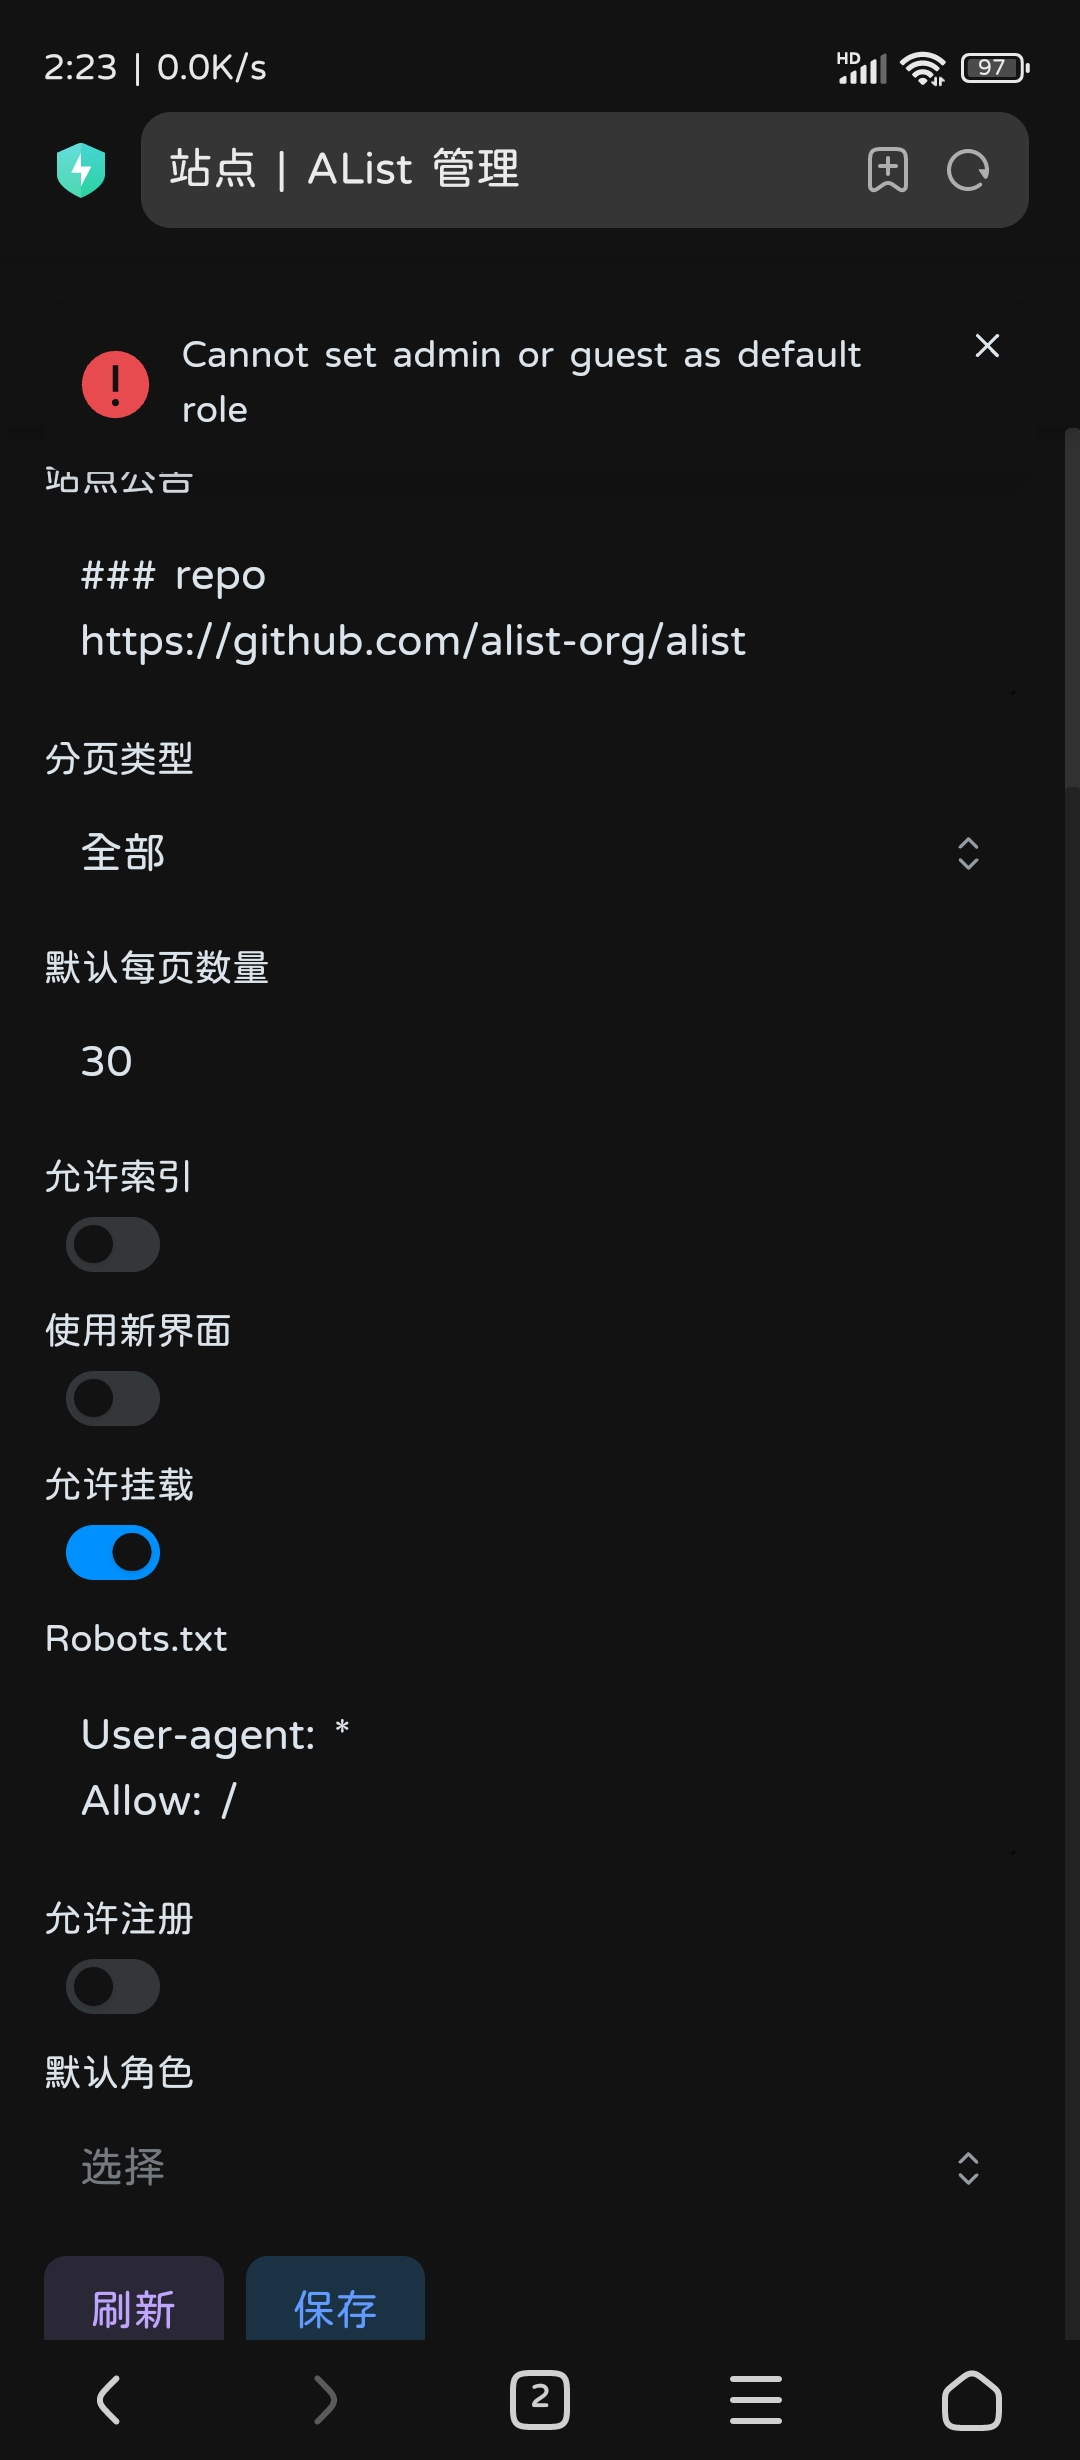 2:23 | 0.0K/s
HD
97
站点 | AList 管理
Cannot set admin or guest as default
role
站点公告
### repo
https://github.com/alist-org/alist
分页类型
全部
默认每页数量
30
允许索引
使用新界面
允许挂载
Robots.txt
User-agent: *
Allow: /
允许注册
默认角色
选择
刷新 保存
2